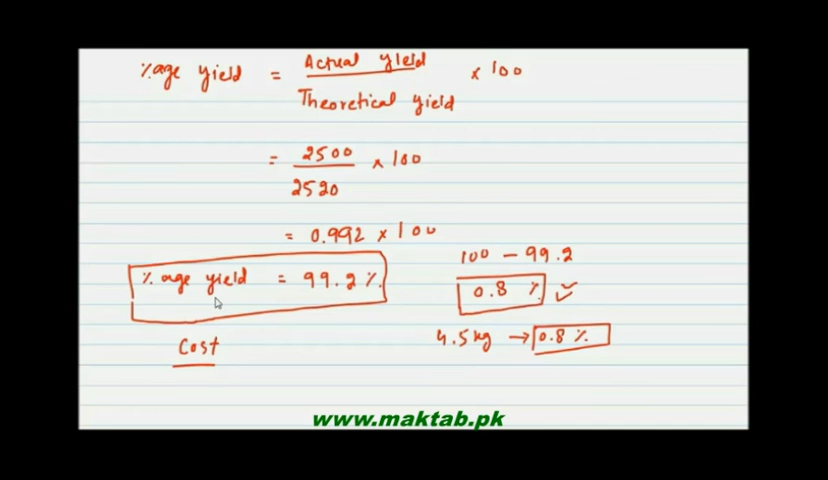 %age yield = Actual yield / Theoretical yield × 100
= 2500 / 2520 × 100
= 0.992 × 100
100 - 99.2
% age yield = 99.2 %.
0.8 %
4.5 kg → 0.8 %
Cost
www.maktab.pk